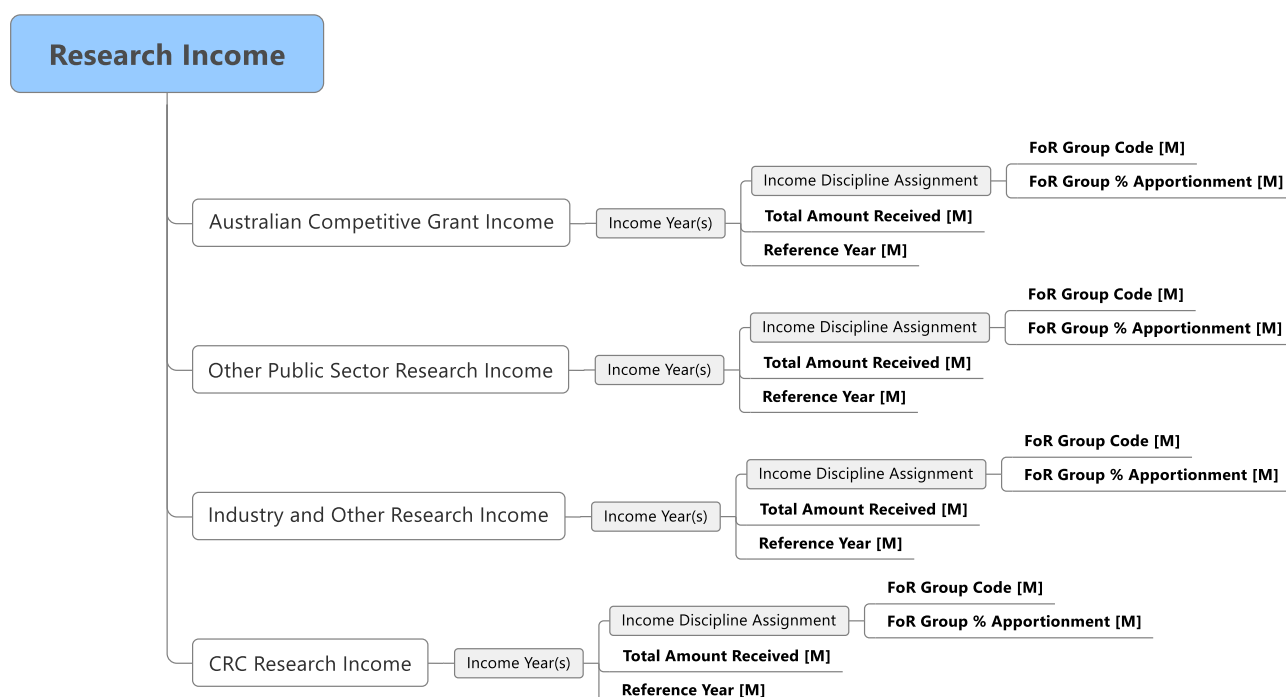 Research Income
FoR Group Code [M]
Income Discipline Assignment
FoR Group % Apportionment [M]
Total Amount Received [M]
Australian Competitive Grant Income
Income Year(s)
Reference Year [M]
FoR Group Code [M]
Income Discipline Assignment
FoR Group % Apportionment [M]
Total Amount Received [M]
Other Public Sector Research Income
Income Year(s)
Reference Year [M]
FoR Group Code [M]
Income Discipline Assignment
FoR Group % Apportionment [M]
Total Amount Received [M]
Industry and Other Research Income
Income Year(s)
Reference Year [M]
FoR Group Code [M]
Income Discipline Assignment
FoR Group % Apportionment [M]
Total Amount Received [M]
CRC Research Income
Income Year(s)
Reference Year [M]